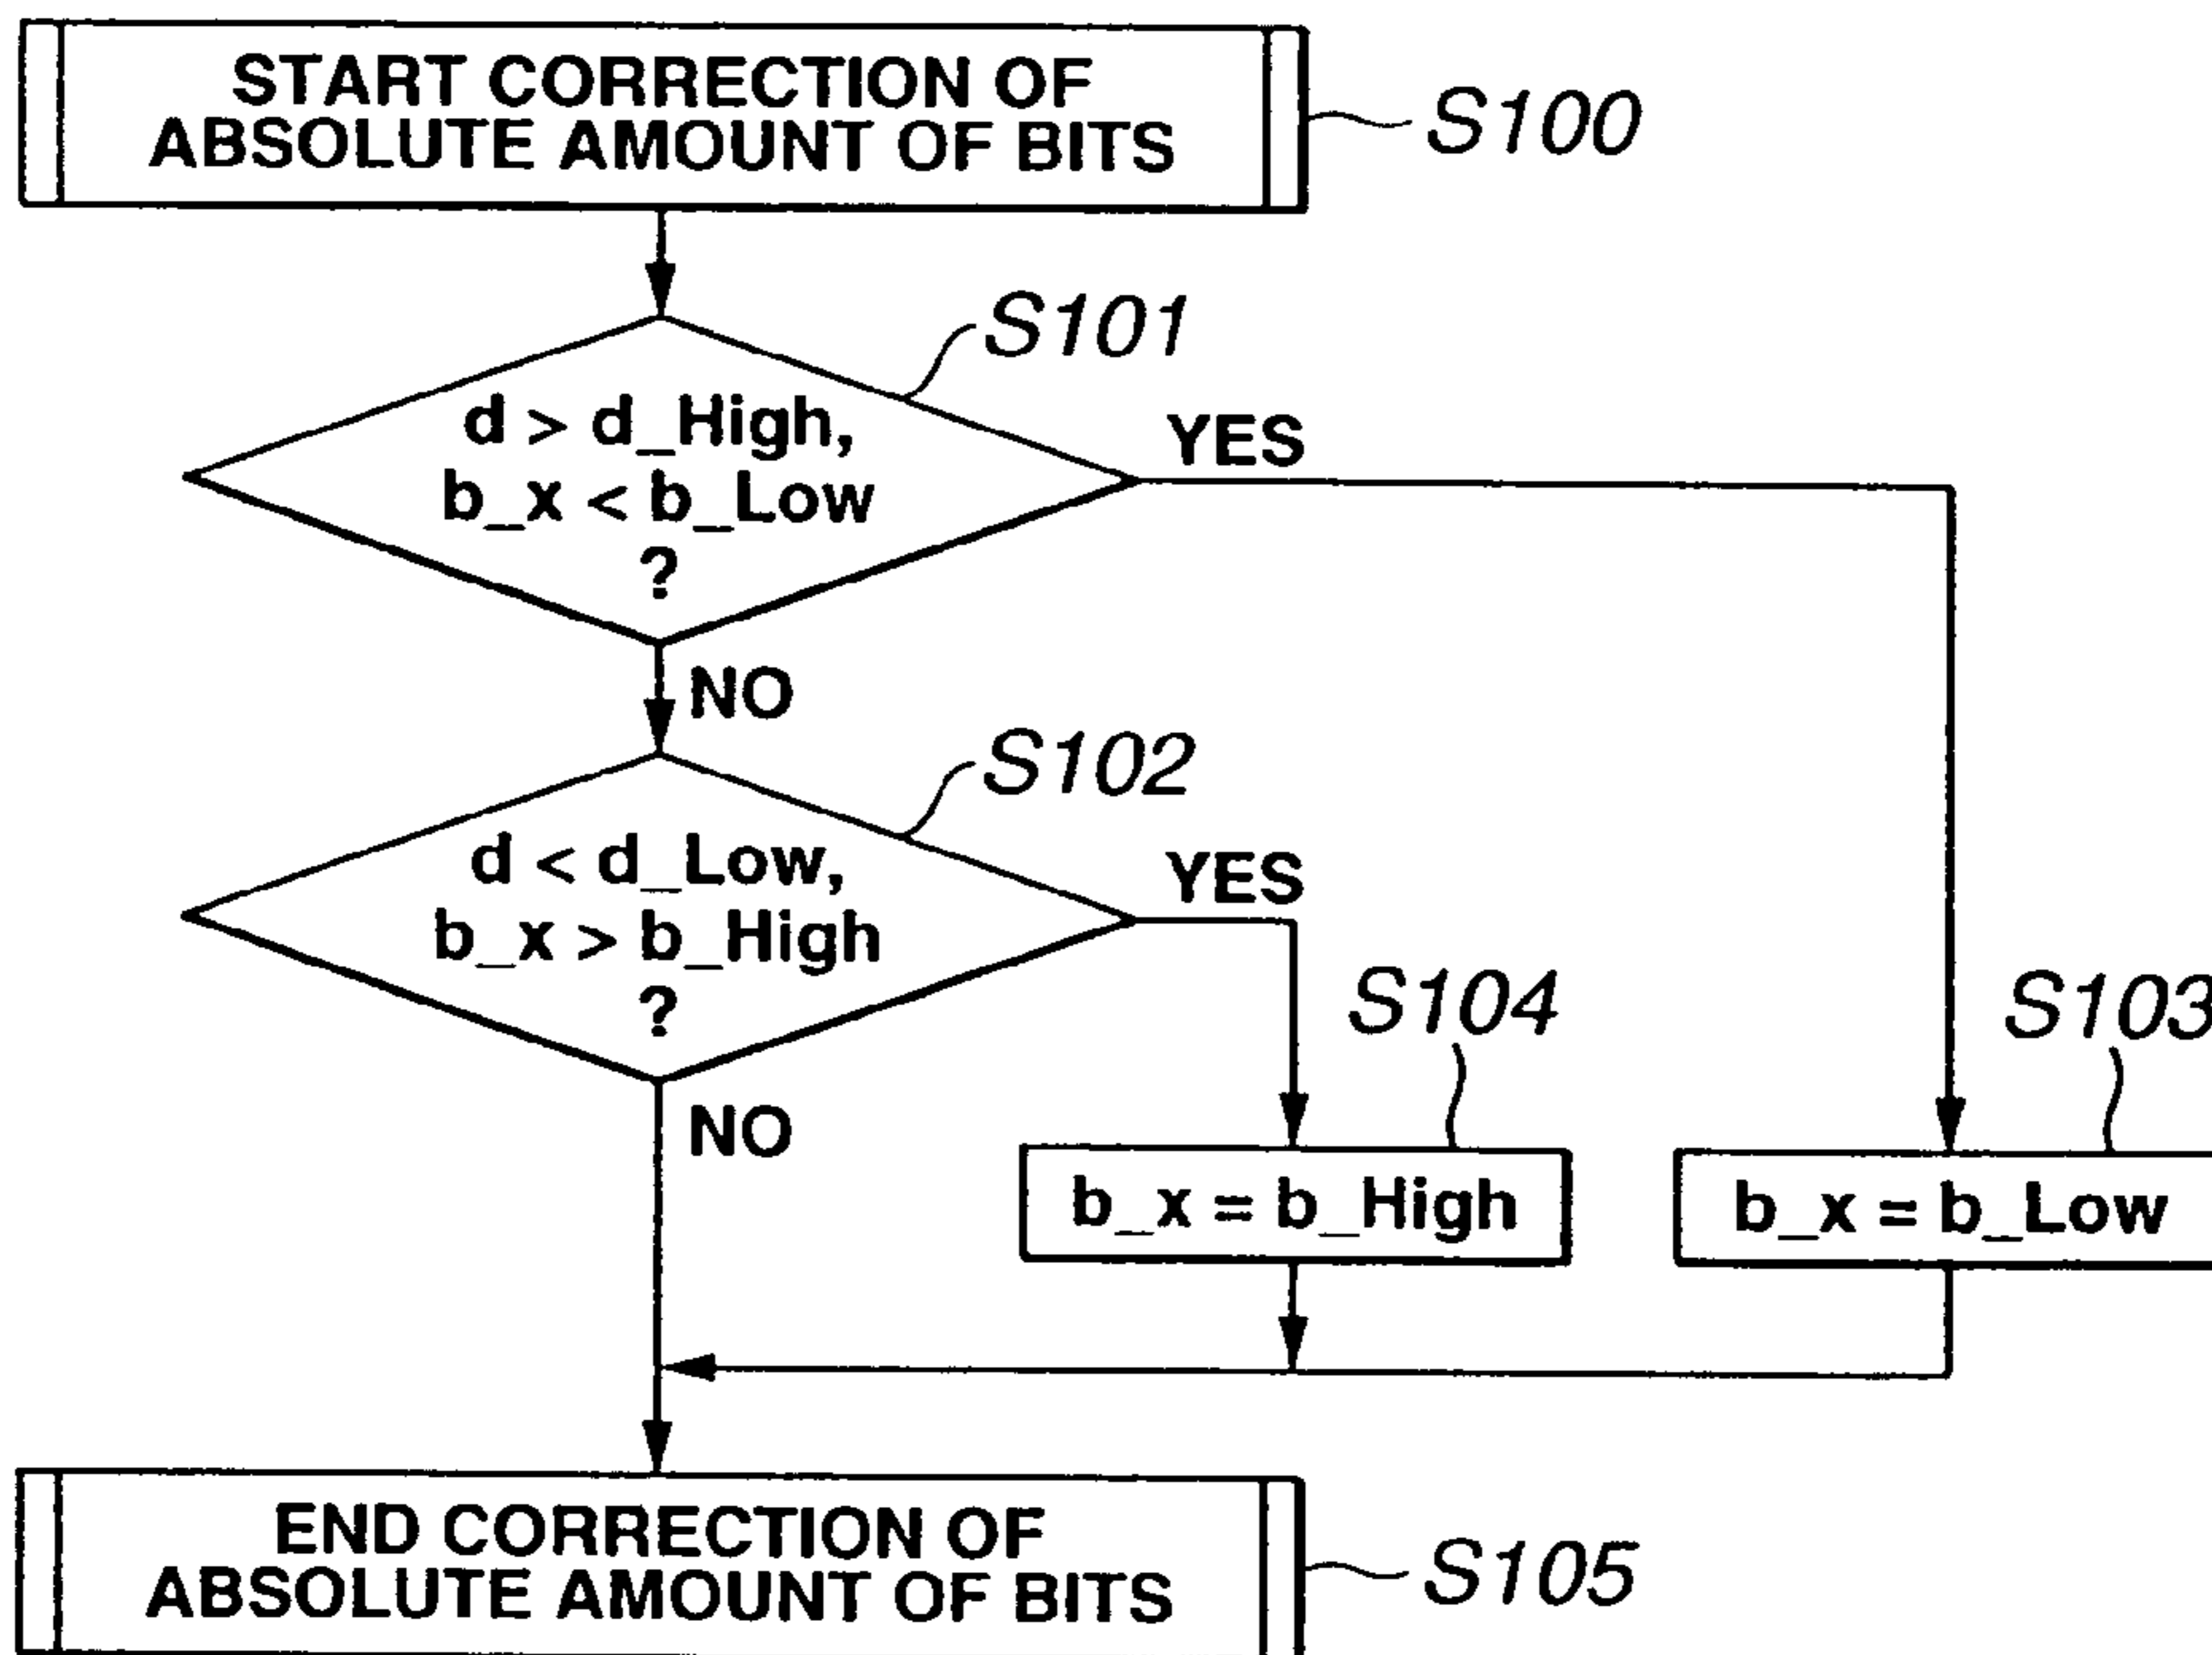 START CORRECTION OF
ABSOLUTE AMOUNT OF BITS
S100
S101
d > d_High,
b_x < b_Low
?
YES
NO
S102
d < d_Low,
b_x > b_High
?
YES
NO
S104
S103
b_x = b_High
b_x = b_Low
END CORRECTION OF
ABSOLUTE AMOUNT OF BITS
S105